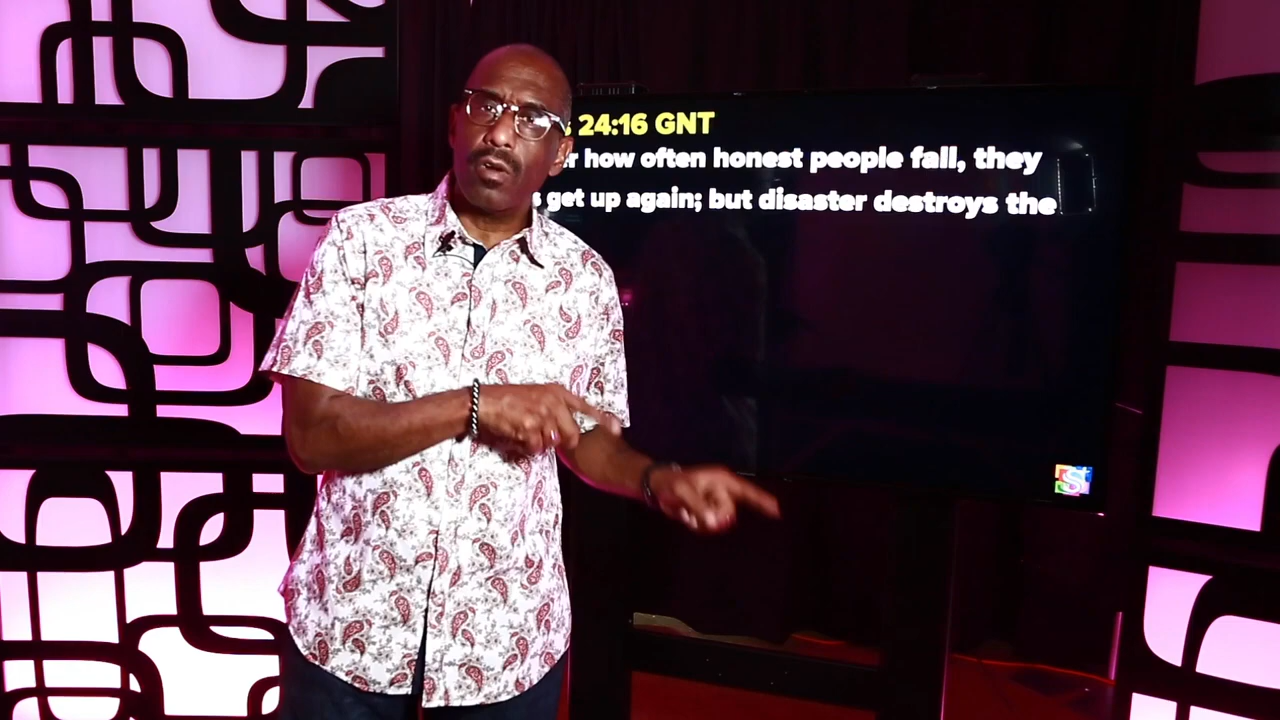 24:16 GNT
how often honest people fall, they
get up again; but disaster destroys the
S